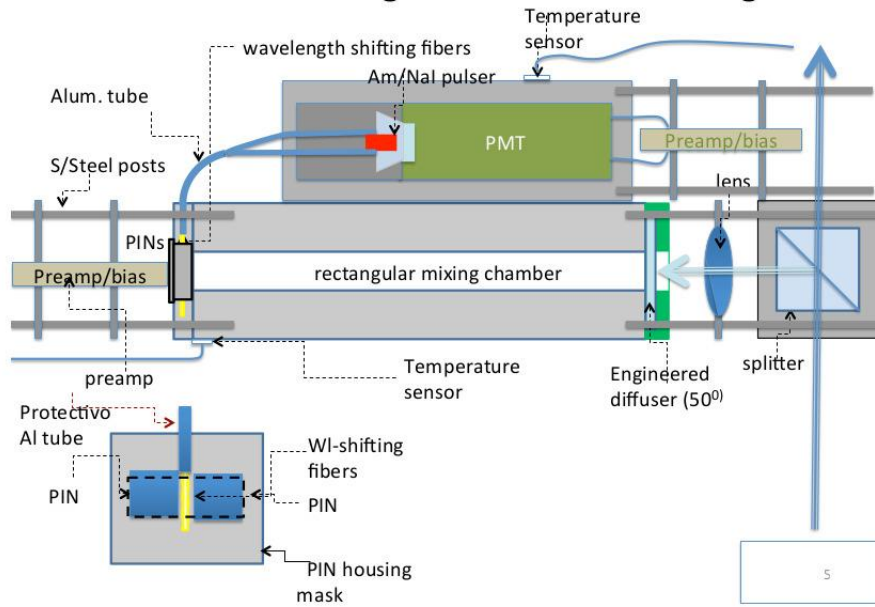 Temperature
sensor
wavelength shifting fibers
Am/NaI pulser
Alum. tube
PMT
Preamp/bias
S/Steel posts
lens
PINs
Preamp/bias
rectangular mixing chamber
preamp
Temperature
sensor
Engineered
diffuser (50⁰)
splitter
Protectivo
Al tube
Wl-shifting
fibers
PIN
PIN
PIN housing
mask
5